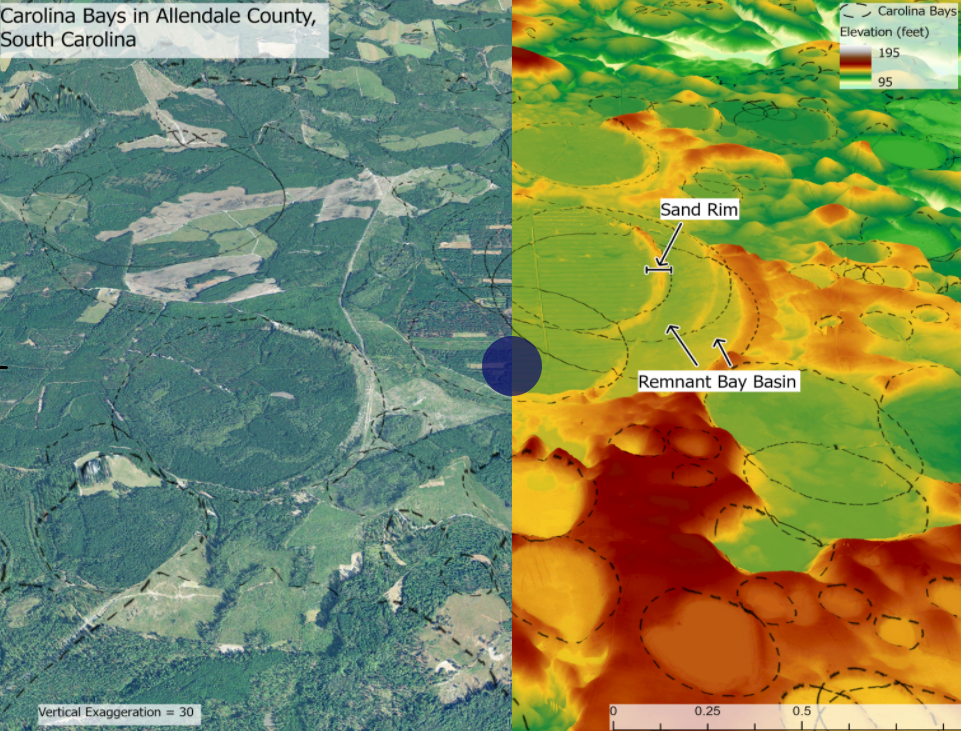 Carolina Bays in Allendale County,
South Carolina
Carolina Bays
Elevation (feet)
195
95
Sand Rim
Remnant Bay Basin
Vertical Exaggeration = 30
0 0.25 0.5